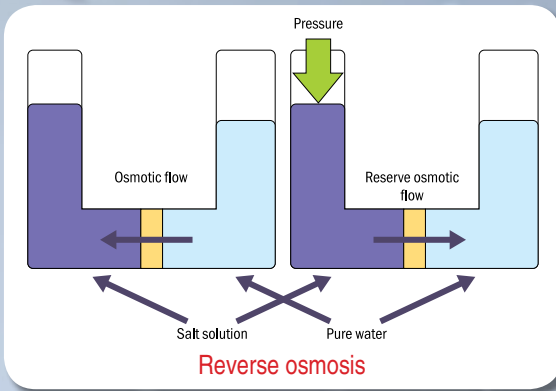 Pressure
Osmotic flow
Reserve osmotic
flow
Salt solution
Pure water
Reverse osmosis